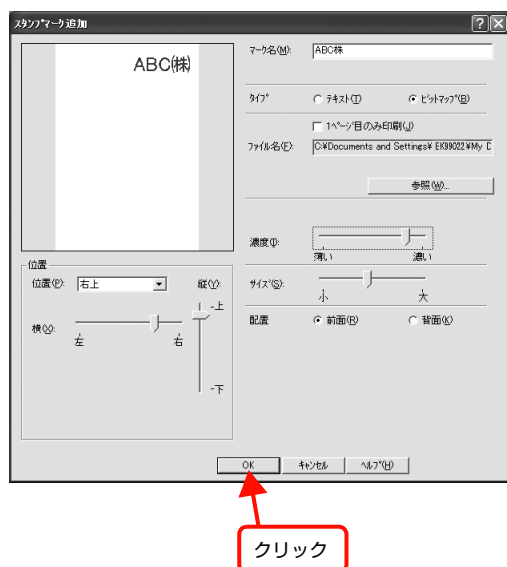 スタンプマーク追加
ABC㈱
マーク名(M): ABC株
タイプ テキスト(T) ビットマップ(B)
1ページ目のみ印刷(J)
ファイル名(F): C:¥Documents and Settings¥ EK99022¥My D
参照(W)...
濃度(I):
薄い 濃い
位置
位置(P): 右上 縦(Y):
サイズ(S):
小 大
上
横(X):
左 右
配置 前面(R) 背面(K)
下
OK キャンセル ヘルプ(H)
クリック